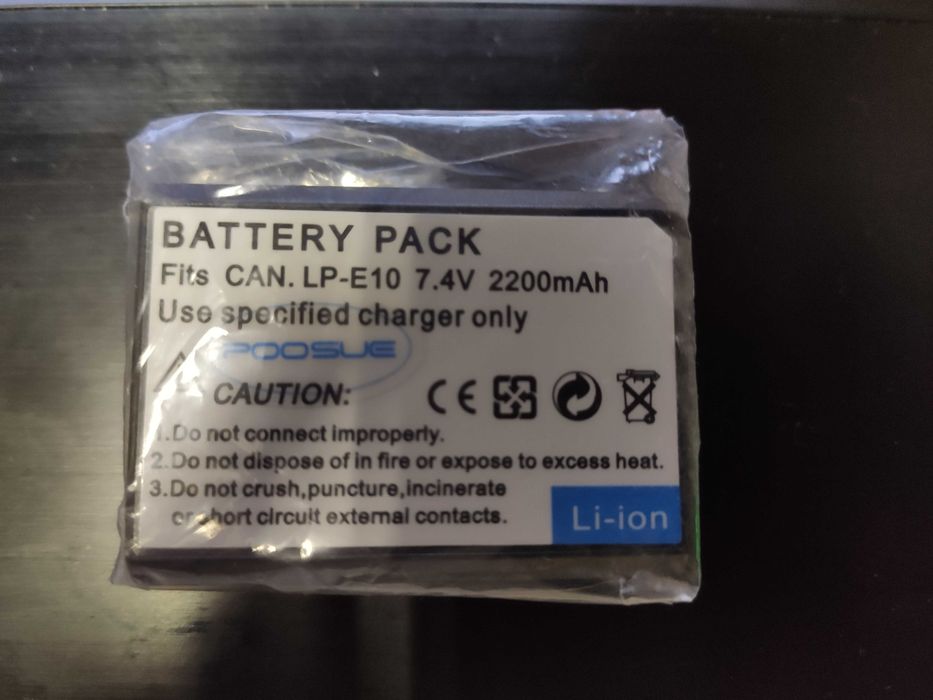 BATTERY PACK
Fits CAN. LP-E10 7.4V 2200mAh
Use specified charger only
POOSUE
CAUTION:
CE
1.Do not connect improperly.
2.Do not dispose of in fire or expose to excess heat.
3.Do not crush,puncture,incinerate
or short circuit external contacts.
Li-ion